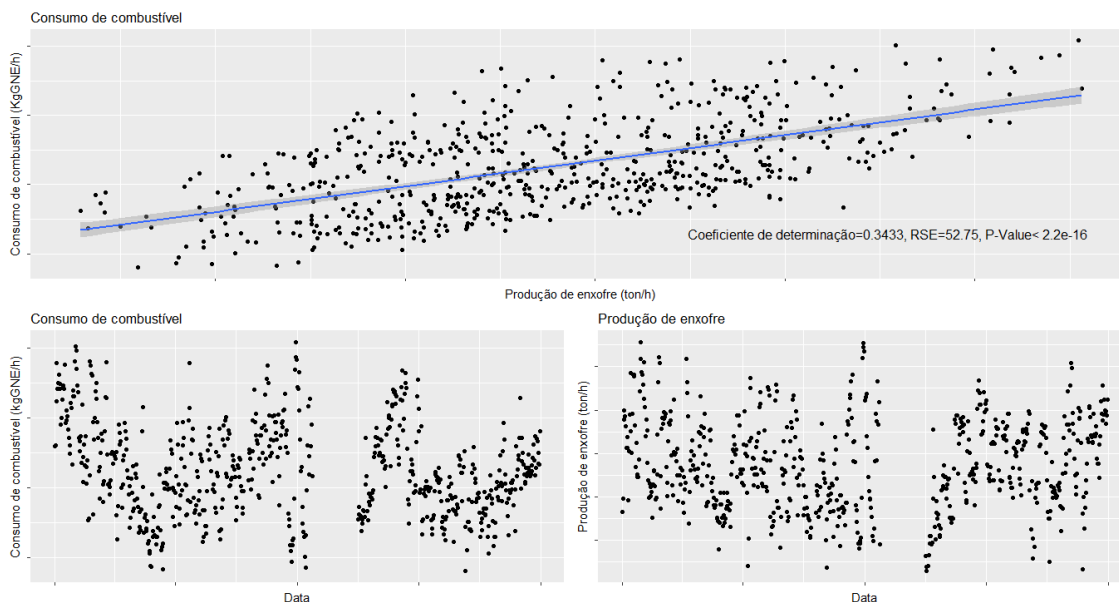 Consumo de combustível
Consumo de combustível (KgGNE/h)
Coeficiente de determinação=0.3433, RSE=52.75, P-Value< 2.2e-16
Produção de enxofre (ton/h)
Consumo de combustível
Consumo de combustível (kgGNE/h)
Data
Produção de enxofre
Produção de enxofre (ton/h)
Data